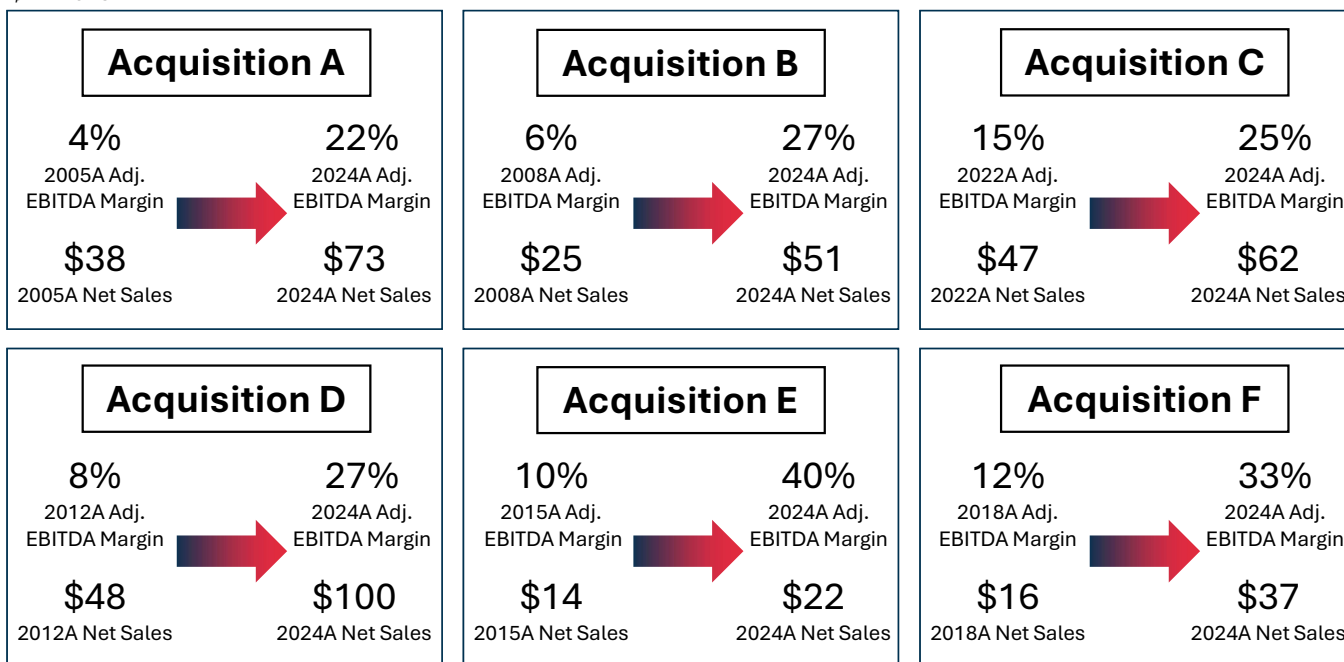 Acquisition A
4% 22%
2005A Adj. 2024A Adj.
EBITDA Margin EBITDA Margin
$38 $73
2005A Net Sales 2024A Net Sales
Acquisition B
6% 27%
2008A Adj. 2024A Adj.
EBITDA Margin EBITDA Margin
$25 $51
2008A Net Sales 2024A Net Sales
Acquisition C
15% 25%
2022A Adj. 2024A Adj.
EBITDA Margin EBITDA Margin
$47 $62
2022A Net Sales 2024A Net Sales
Acquisition D
8% 27%
2012A Adj. 2024A Adj.
EBITDA Margin EBITDA Margin
$48 $100
2012A Net Sales 2024A Net Sales
Acquisition E
10% 40%
2015A Adj. 2024A Adj.
EBITDA Margin EBITDA Margin
$14 $22
2015A Net Sales 2024A Net Sales
Acquisition F
12% 33%
2018A Adj. 2024A Adj.
EBITDA Margin EBITDA Margin
$16 $37
2018A Net Sales 2024A Net Sales